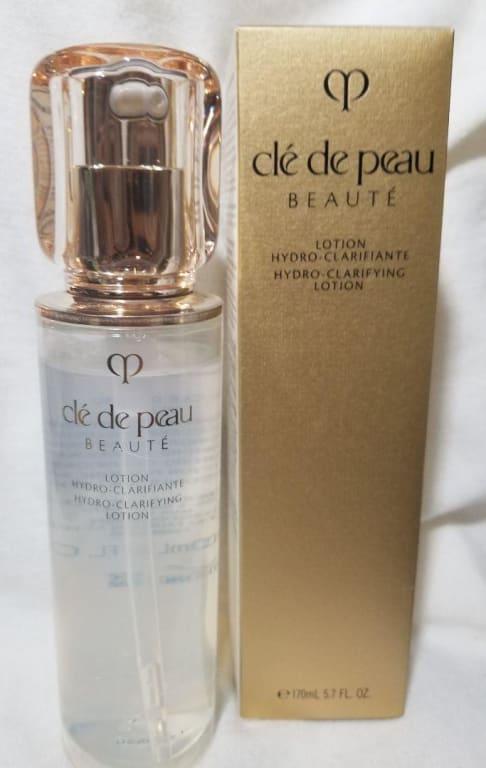 clé de peau
BEAUTÉ
LOTION
HYDRO-CLARIFIANTE
HYDRO-CLARIFYING
LOTION
clé de peau
BEAUTÉ
LOTION
HYDRO-CLARIFIANTE
HYDRO-CLARIFYING
LOTION
℮170mL 5.7 FL. OZ.